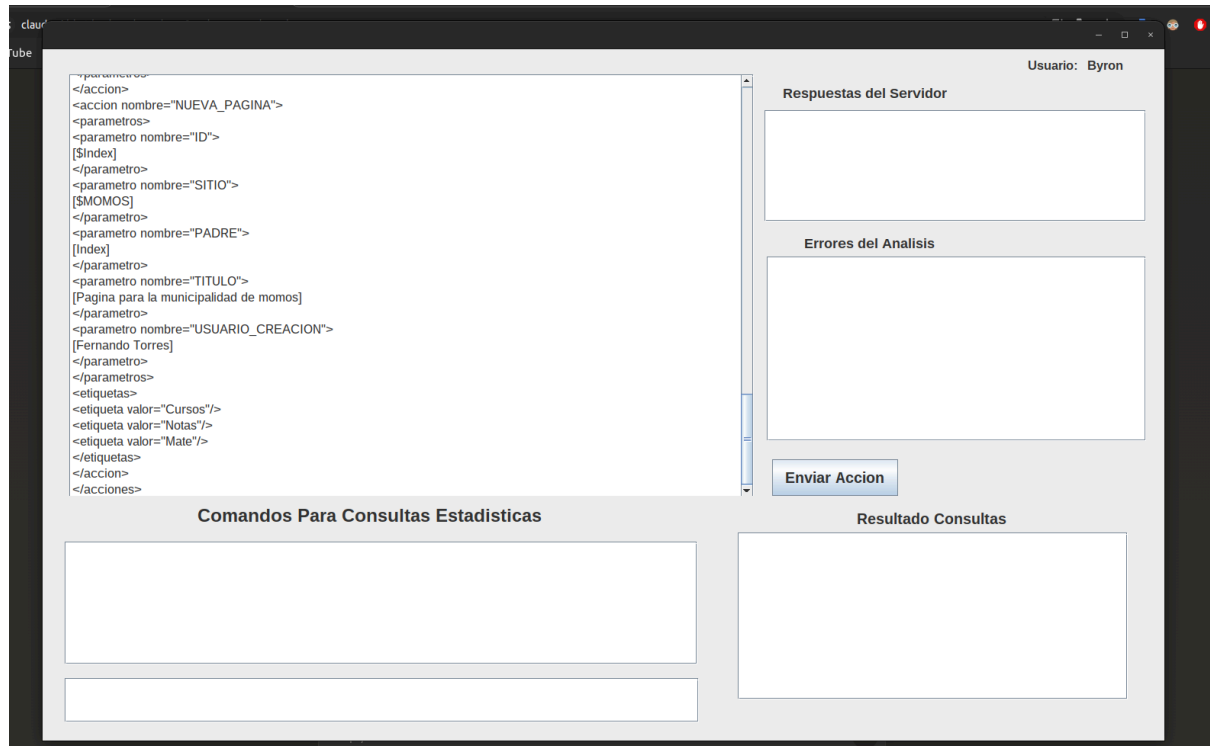 clau
Tube
Usuario: Byron
</parametros>
</accion>
<accion nombre="NUEVA_PAGINA">
<parametros>
<parametro nombre="ID">
[$Index]
</parametro>
<parametro nombre="SITIO">
[$MOMOS]
</parametro>
<parametro nombre="PADRE">
[Index]
</parametro>
<parametro nombre="TITULO">
[Pagina para la municipalidad de momos]
</parametro>
<parametro nombre="USUARIO_CREACION">
[Fernando Torres]
</parametro>
</parametros>
<etiquetas>
<etiqueta valor="Cursos"/>
<etiqueta valor="Notas"/>
<etiqueta valor="Mate"/>
</etiquetas>
</accion>
</acciones>
Respuestas del Servidor
Errores del Analisis
Enviar Accion
Comandos Para Consultas Estadisticas
Resultado Consultas